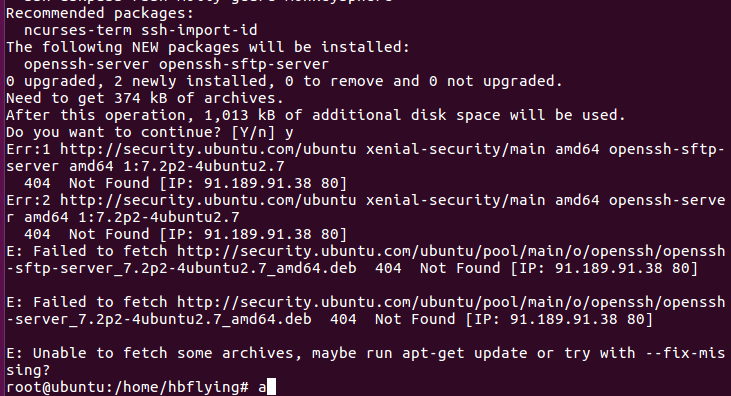 Recommended packages:
  ncurses-term ssh-import-id
The following NEW packages will be installed:
  openssh-server openssh-sftp-server
0 upgraded, 2 newly installed, 0 to remove and 0 not upgraded.
Need to get 374 kB of archives.
After this operation, 1,013 kB of additional disk space will be used.
Do you want to continue? [Y/n] y
Err:1 http://security.ubuntu.com/ubuntu xenial-security/main amd64 openssh-sftp-
server amd64 1:7.2p2-4ubuntu2.7
  404  Not Found [IP: 91.189.91.38 80]
Err:2 http://security.ubuntu.com/ubuntu xenial-security/main amd64 openssh-serve
r amd64 1:7.2p2-4ubuntu2.7
  404  Not Found [IP: 91.189.91.38 80]
E: Failed to fetch http://security.ubuntu.com/ubuntu/pool/main/o/openssh/openssh
-sftp-server_7.2p2-4ubuntu2.7_amd64.deb  404  Not Found [IP: 91.189.91.38 80]

E: Failed to fetch http://security.ubuntu.com/ubuntu/pool/main/o/openssh/openssh
-server_7.2p2-4ubuntu2.7_amd64.deb  404  Not Found [IP: 91.189.91.38 80]

E: Unable to fetch some archives, maybe run apt-get update or try with --fix-mis
sing?
root@ubuntu:/home/hbflying# a